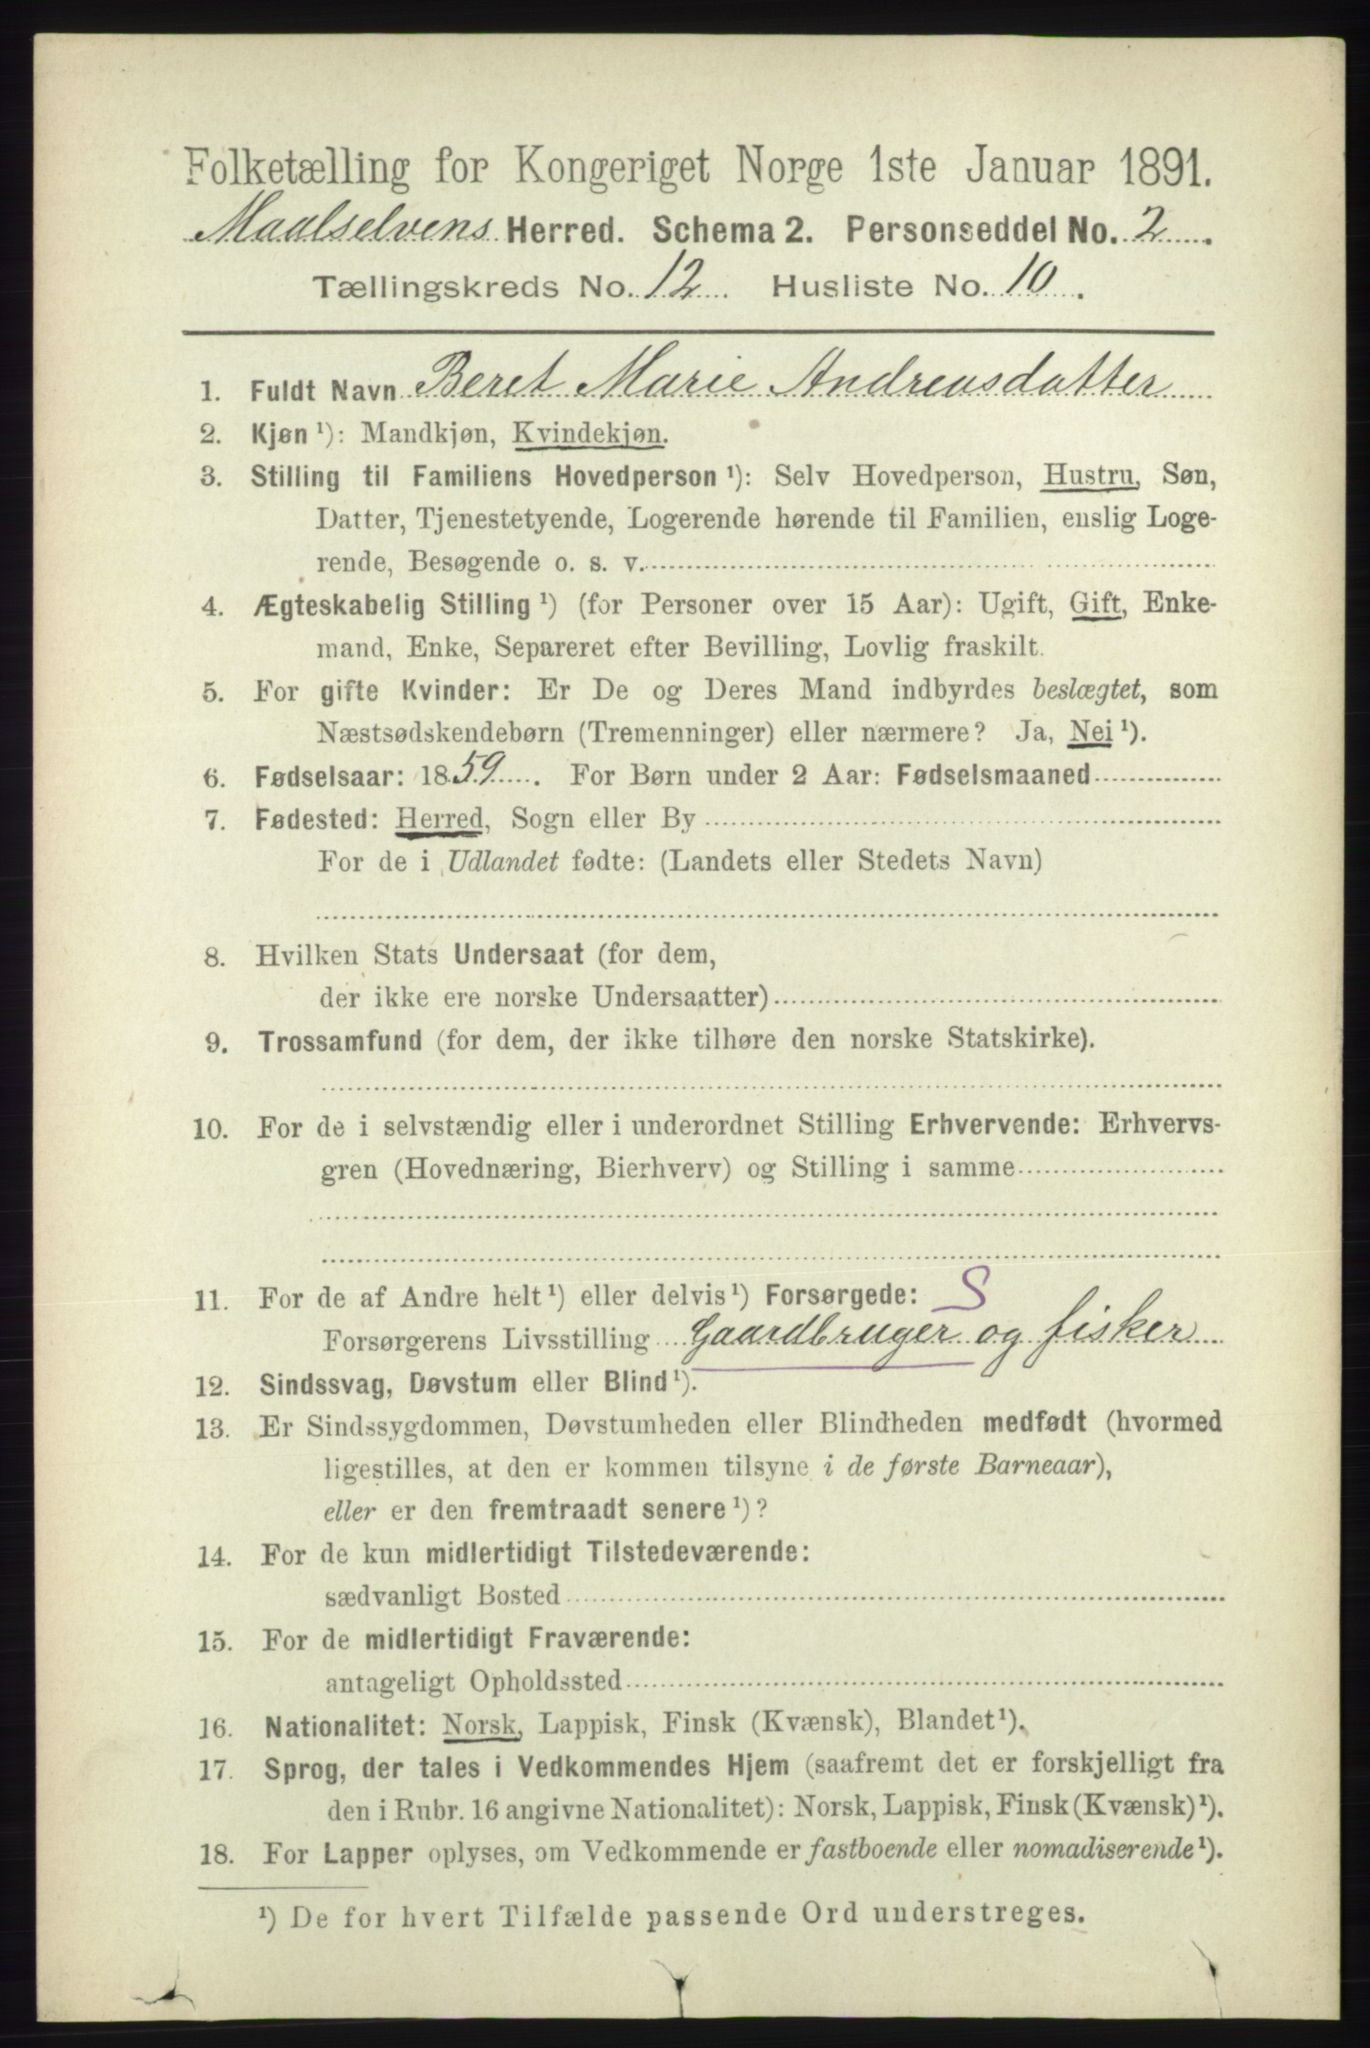 Folketælling for Kongeriget Norge 1ste Januar 1891.
Maalselvens Herred. Schema 2. Personseddel No. 2.
Tællingskreds No. 12 Husliste No. 10.
1. Fuldt Navn Beret Marie Andreasdatter
2. Kjøn ¹): Mandkjøn, Kvindekjøn.
3. Stilling til Familiens Hovedperson ¹): Selv Hovedperson, Hustru, Søn,
Datter, Tjenestetyende, Logerende hørende til Familien, enslig Loge-
rende, Besøgende o. s. v.
4. Ægteskabelig Stilling ¹) (for Personer over 15 Aar): Ugift, Gift, Enke-
mand, Enke, Separeret efter Bevilling, Lovlig fraskilt.
5. For gifte Kvinder: Er De og Deres Mand indbyrdes beslægtet, som
Næstsødskendebørn (Tremenninger) eller nærmere? Ja, Nei ¹).
6. Fødselsaar: 1859. For Børn under 2 Aar: Fødselsmaaned
7. Fødested: Herred, Sogn eller By
For de i Udlandet fødte: (Landets eller Stedets Navn)
8. Hvilken Stats Undersaat (for dem,
der ikke ere norske Undersaatter)
9. Trossamfund (for dem, der ikke tilhøre den norske Statskirke).
10. For de i selvstændig eller i underordnet Stilling Erhvervende: Erhvervs-
gren (Hovednæring, Bierhverv) og Stilling i samme
11. For de af Andre helt ¹) eller delvis ¹) Forsørgede: S
Forsørgerens Livsstilling Gaardbruger og fisker
12. Sindssvag, Døvstum eller Blind ¹).
13. Er Sindssygdommen, Døvstumheden eller Blindheden medfødt (hvormed
ligestilles, at den er kommen tilsyne i de første Barneaar),
eller er den fremtraadt senere ¹)?
14. For de kun midlertidigt Tilstedeværende:
sædvanligt Bosted
15. For de midlertidigt Fraværende:
antageligt Opholdssted
16. Nationalitet: Norsk, Lappisk, Finsk (Kvænsk), Blandet ¹).
17. Sprog, der tales i Vedkommendes Hjem (saafremt det er forskjelligt fra
den i Rubr. 16 angivne Nationalitet): Norsk, Lappisk, Finsk (Kvænsk) ¹).
18. For Lapper oplyses, om Vedkommende er fastboende eller nomadiserende ¹).
¹) De for hvert Tilfælde passende Ord understreges.